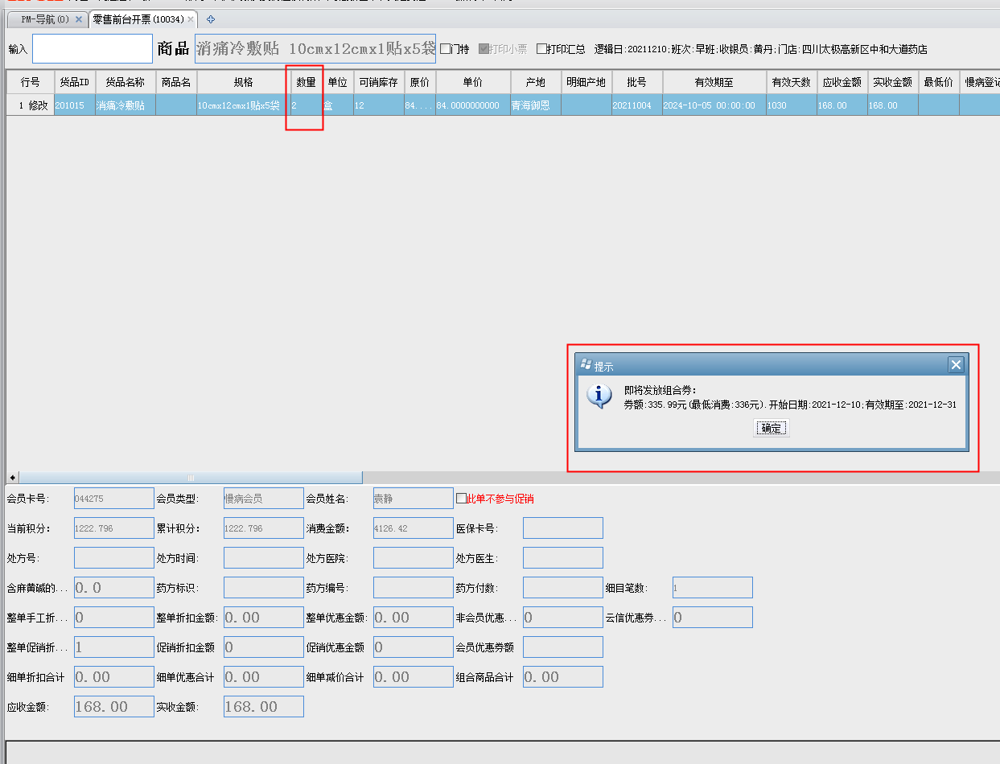 PM-导航(0)
零售前台开票(10034)
输入
商品
消痛冷敷贴 10cmx12cmx1贴x5袋
门特
打印小票
打印汇总
逻辑日:20211210;班次:早班;收银员:黄丹;门店:四川太极高新区中和大道药店
行号 货品ID 货品名称 商品名 规格 数量 单位 可销库存 原价 单价 产地 明细产地 批号 有效期至 有效天数 应收金额 实收金额 最低价 慢病登记
1 修改 201015 消痛冷敷贴 10cmx12cmx1贴x5袋 2 盒 12 84.... 84.0000000000 青海御恩 20211004 2024-10-05 00:00:00 1030 168.00 168.00
提示
即将发放组合券:
券额:335.99元(最低消费:336元).开始日期:2021-12-10;有效期至:2021-12-31
确定
会员卡号: 044275 会员类型: 慢病会员 会员姓名: 袁静 此单不参与促销
当前积分: 1222.796 累计积分: 1222.796 消费金额: 4126.42 医保卡号:
处方号: 处方时间: 处方医院: 处方医生:
含麻黄碱的... 0.0 药方标识: 药方编号: 药方付数: 细目笔数: 1
整单手工折... 0 整单折扣金额: 0.00 整单优惠金额: 0.00 非会员优惠... 0 云信优惠券... 0
整单促销折... 1 促销折扣金额 0 促销优惠金额 0 会员优惠券额
细单折扣合计 0.00 细单优惠合计 0.00 细单减价合计 0.00 组合商品合计 0.00
应收金额: 168.00 实收金额: 168.00